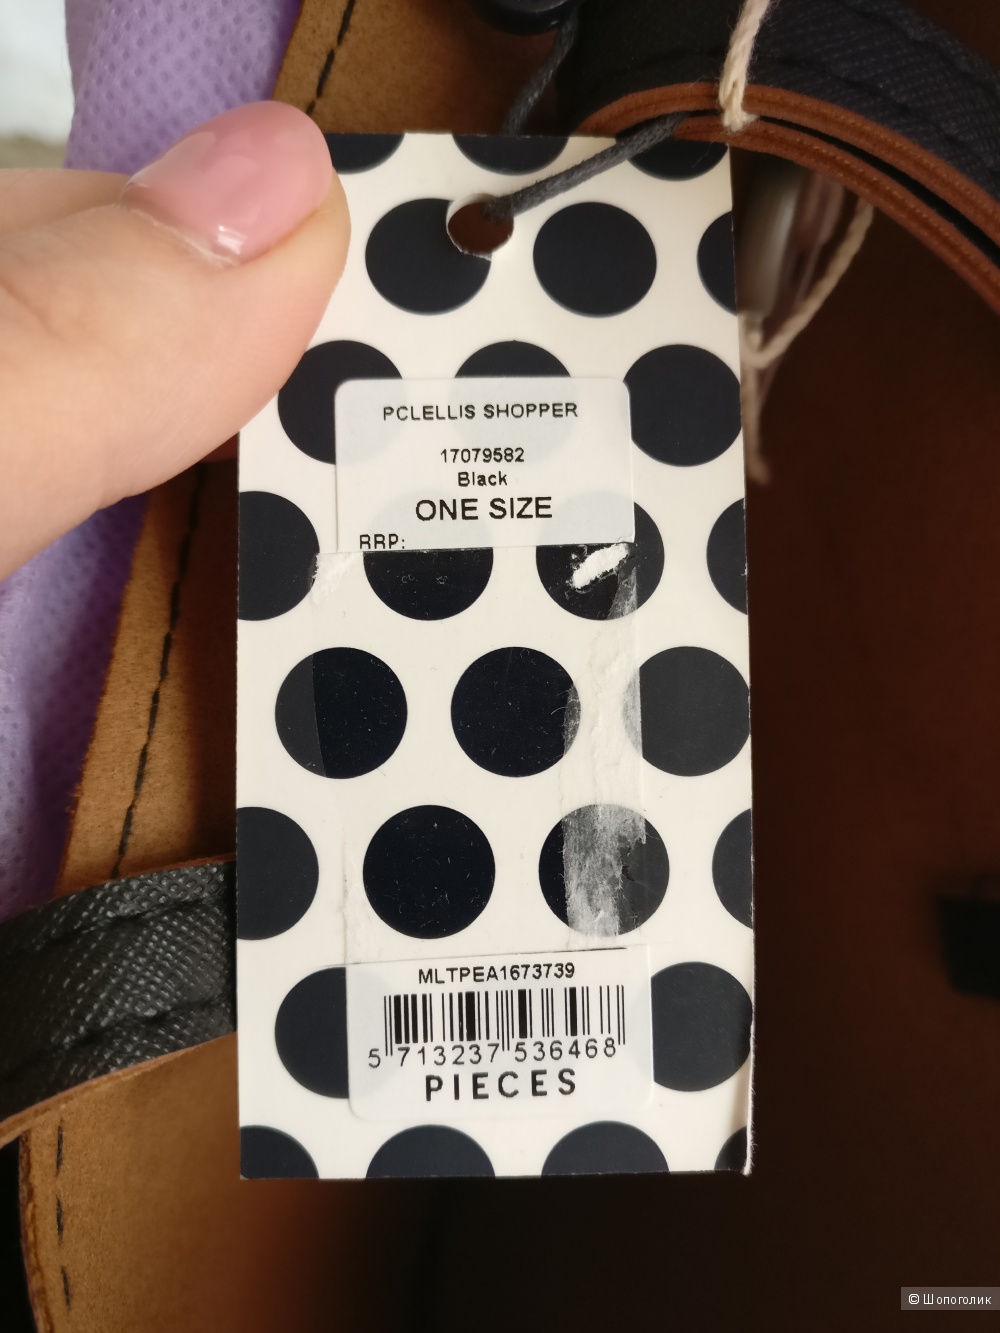 PCLELLIS SHOPPER
17079582
Black
ONE SIZE
RRP:
MLTPEA1673739
5 713237 536468
PIECES
© Шопоголик